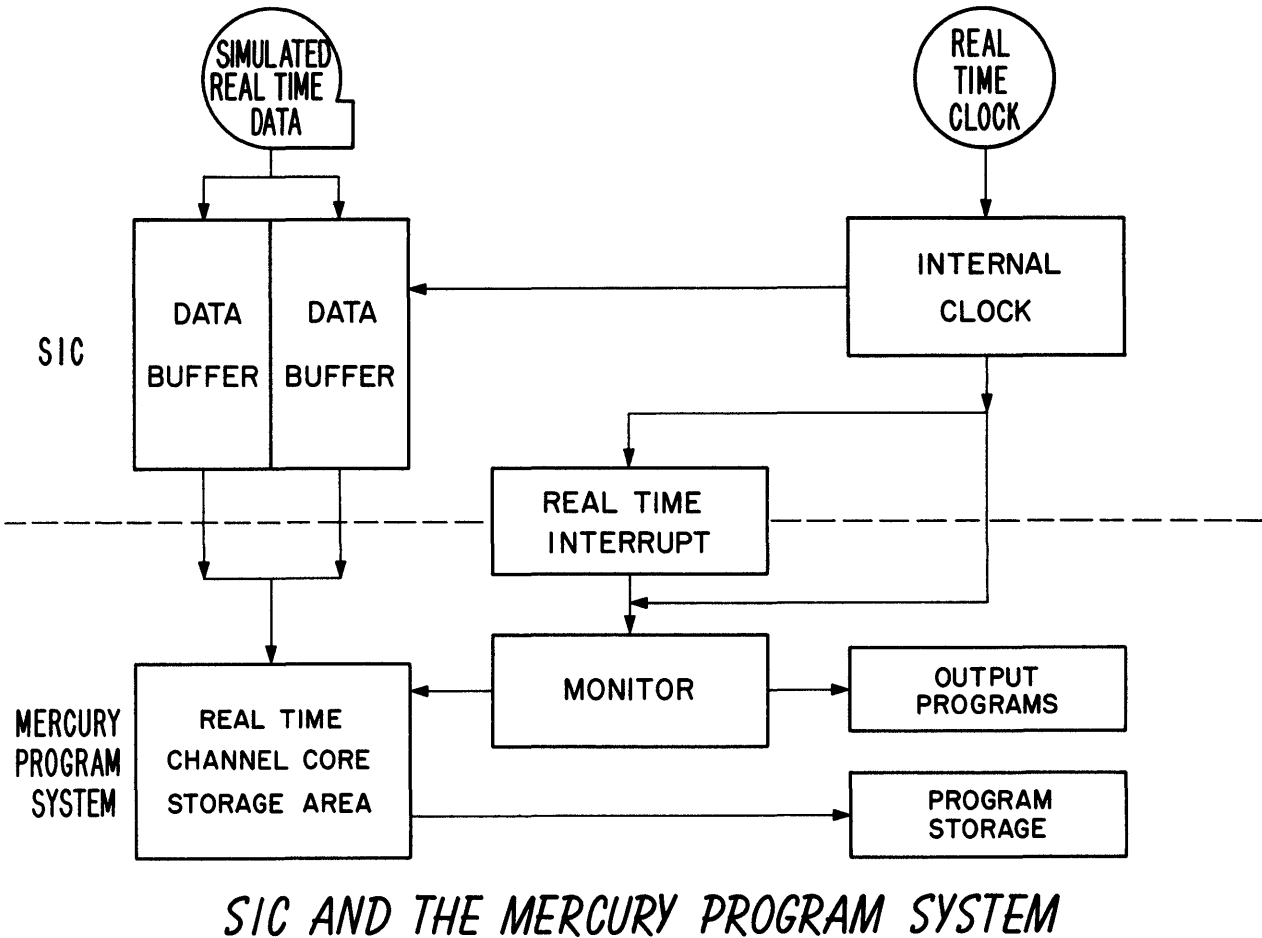 SIMULATED
REAL TIME
DATA
REAL
TIME
CLOCK
SIC
DATA
BUFFER
DATA
BUFFER
INTERNAL
CLOCK
REAL TIME
INTERRUPT
MONITOR
OUTPUT
PROGRAMS
MERCURY
PROGRAM
SYSTEM
REAL TIME
CHANNEL CORE
STORAGE AREA
PROGRAM
STORAGE
SIC AND THE MERCURY PROGRAM SYSTEM